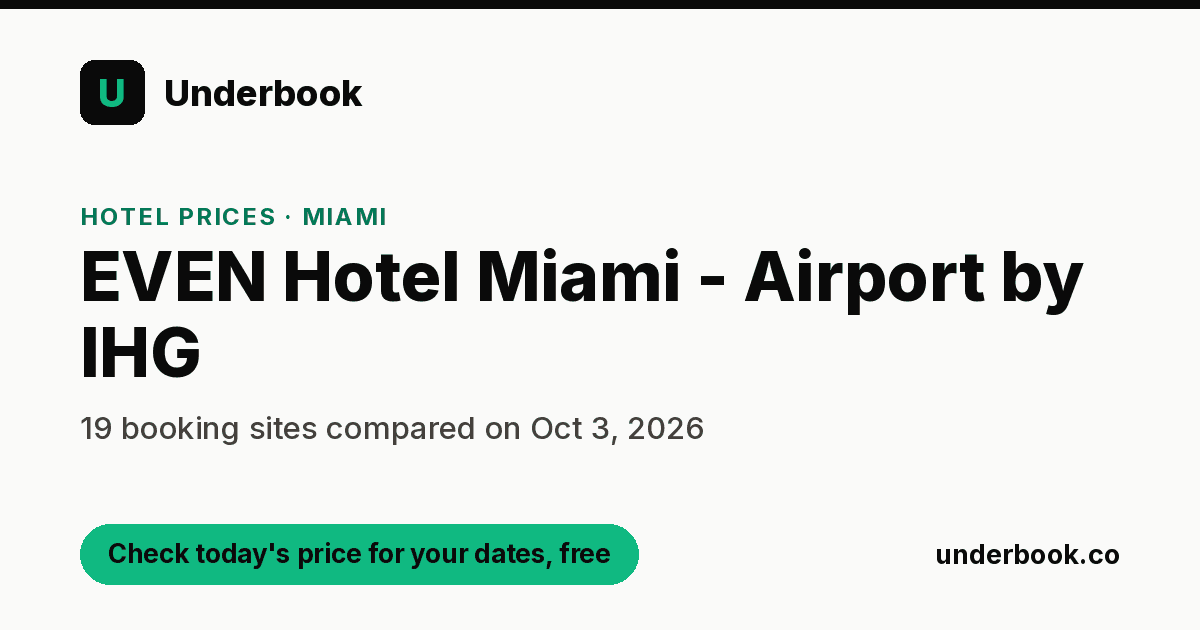 U Underbook
HOTEL PRICES · MIAMI
EVEN Hotel Miami - Airport by
IHG
19 booking sites compared on Oct 3, 2026
Check today's price for your dates, free
underbook.co